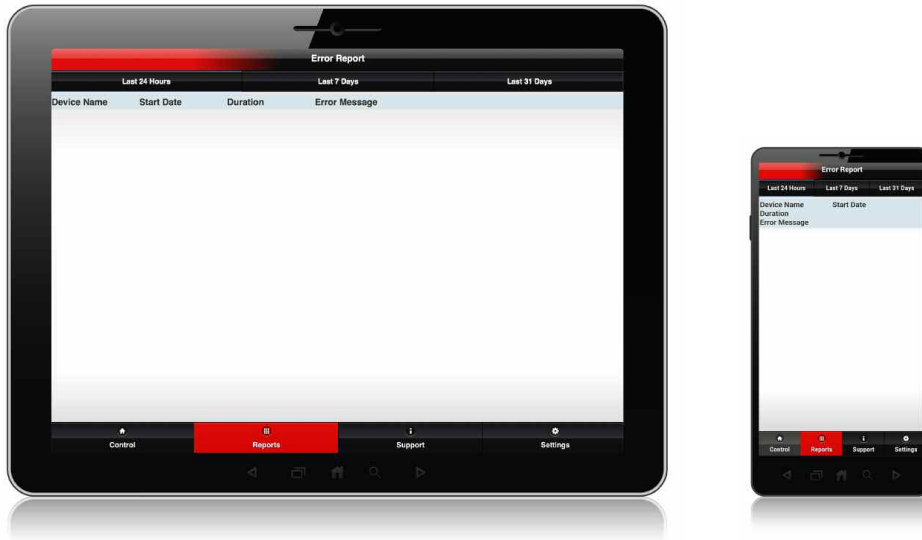 Error Report
Last 24 Hours Last 7 Days Last 31 Days
Device Name Start Date Duration Error Message
Control Reports Support Settings
Error Report
Last 24 Hours Last 7 Days Last 31 Days
Device Name Start Date
Duration
Error Message
Control Reports Support Settings